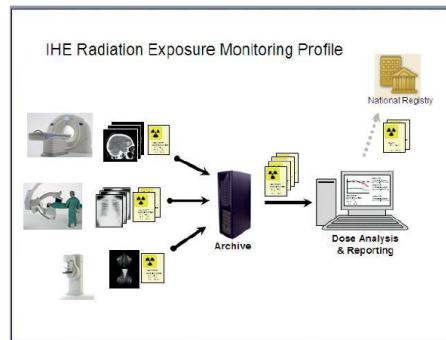 IHE Radiation Exposure Monitoring Profile
National Registry
Archive
Dose Analysis
& Reporting